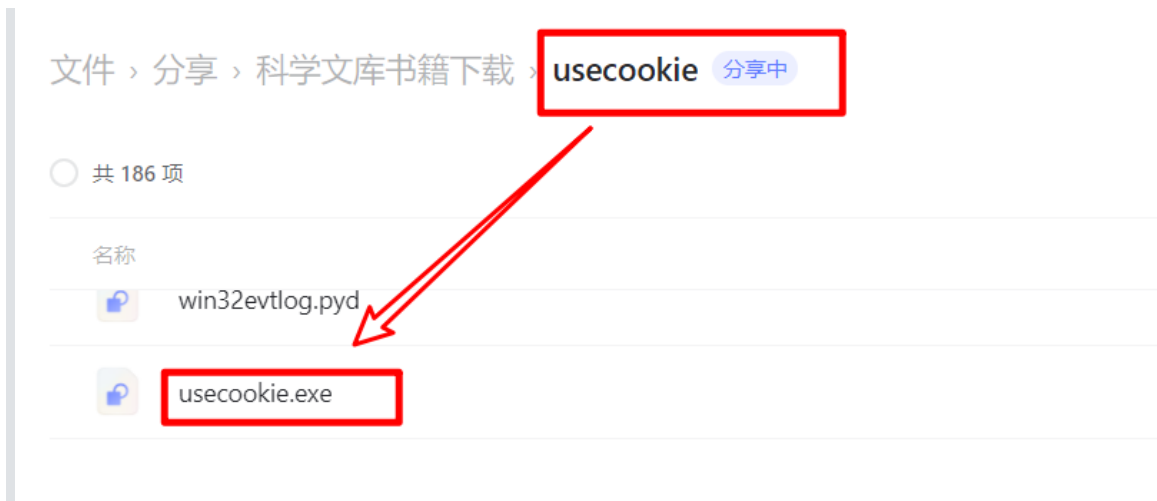 文件 › 分享 › 科学文库书籍下载 › usecookie 分享中
共 186 项
名称
win32evtlog.pyd
usecookie.exe